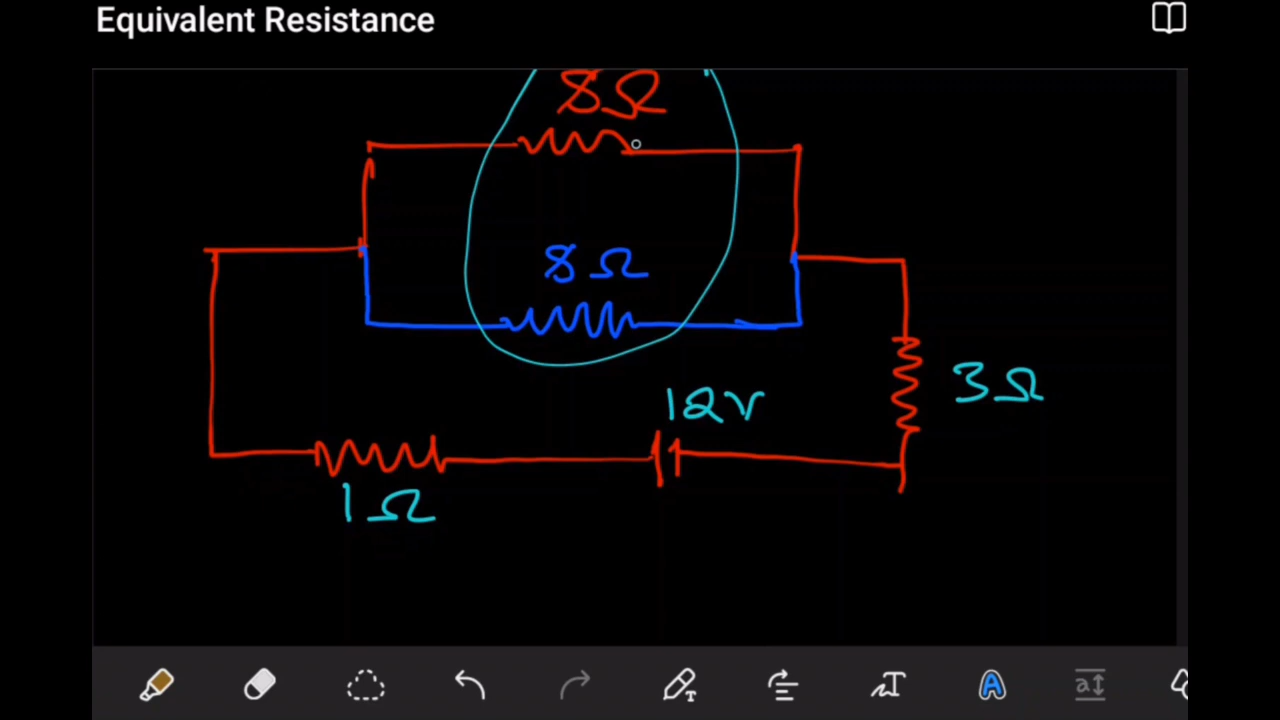 Equivalent Resistance
8Ω
8Ω
12v
3Ω
1Ω